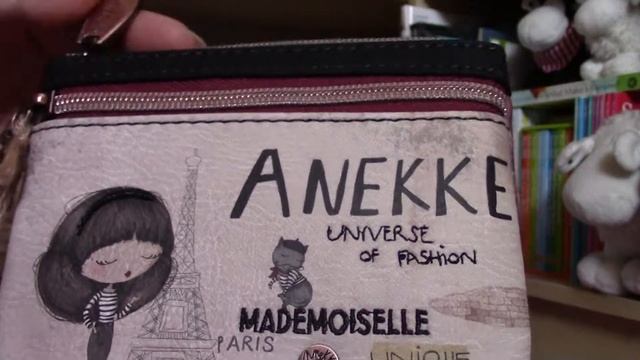 ANEKKE
UNIVERSE
OF FASHION
MADEMOISELLE
PARIS
UNIQUE